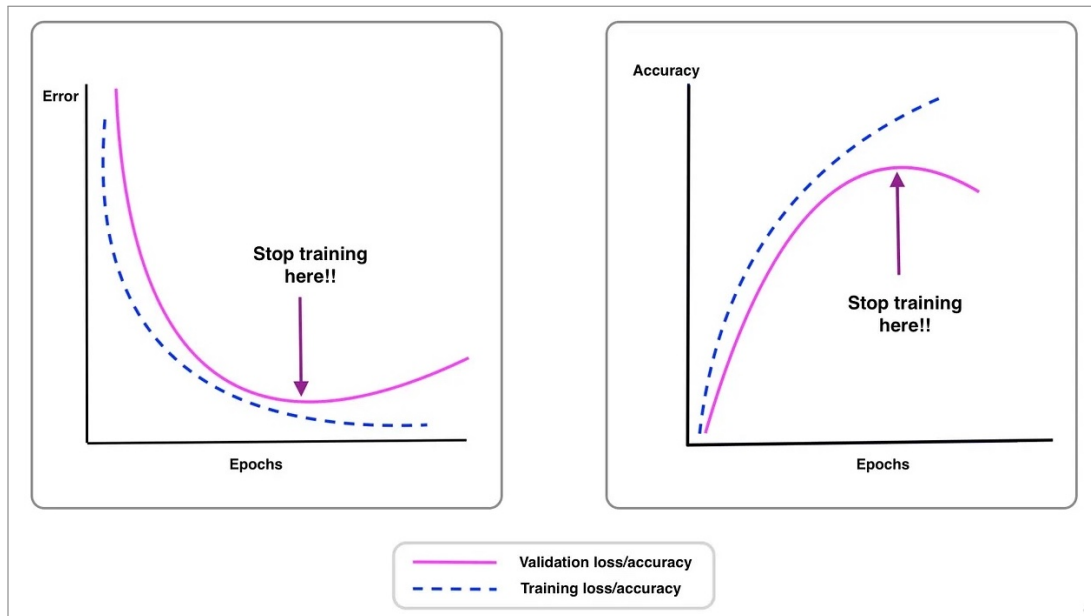 Error
Stop training
here!!
Epochs
Accuracy
Stop training
here!!
Epochs
Validation loss/accuracy
Training loss/accuracy